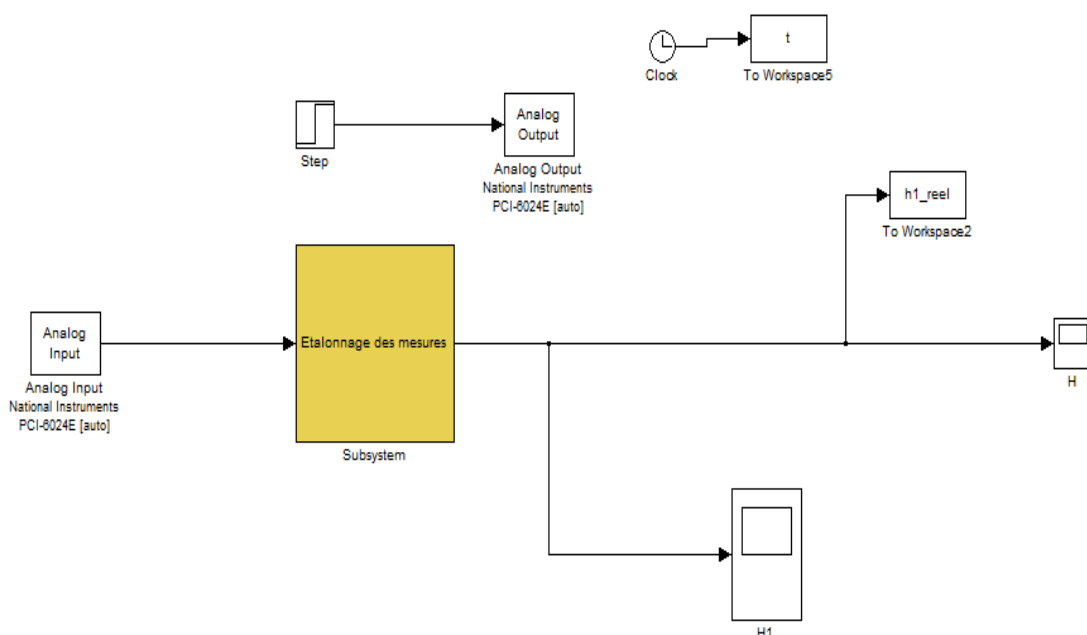 t
Clock
To Workspace5
Analog
Output
Step
Analog Output
National Instruments
PCI-6024E [auto]
h1_reel
To Workspace2
Analog
Input
Etalonnage des mesures
Analog Input
National Instruments
PCI-6024E [auto]
H
Subsystem
H1